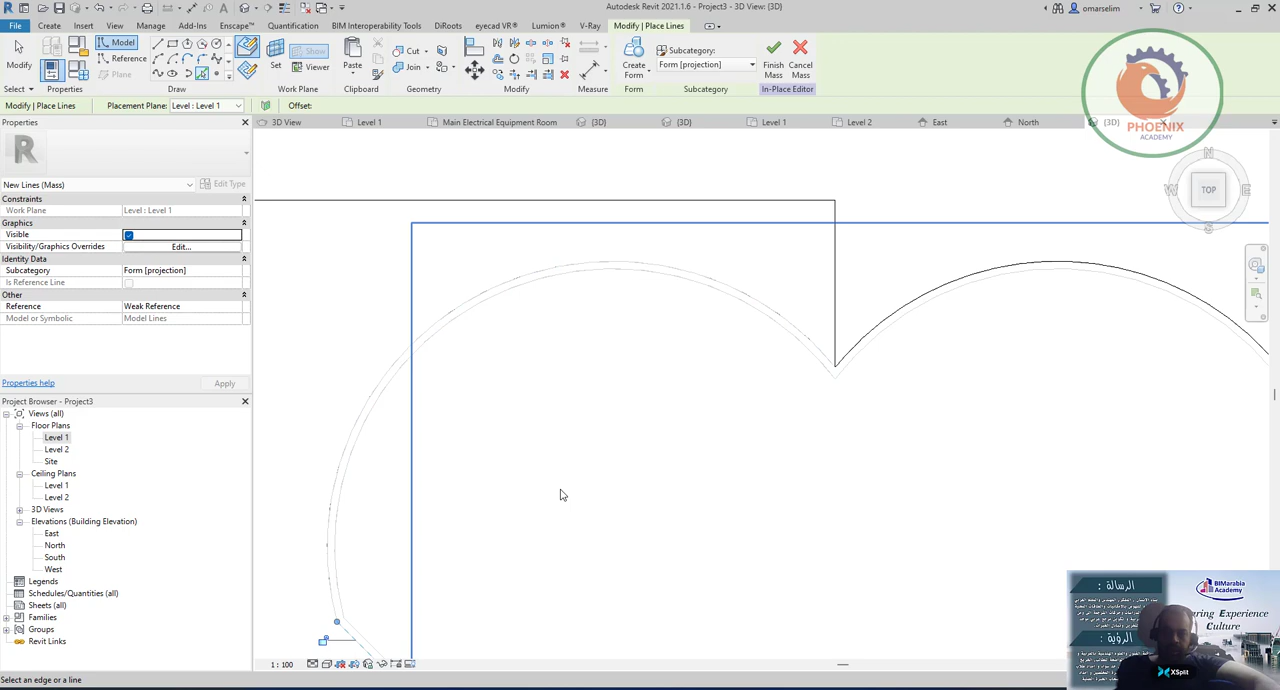 Autodesk Revit 2021.1.6 - Project3 - 3D View: {3D}
omarselim
File
Create
Insert
View
Manage
Add-Ins
Enscape™
Quantification
BIM Interoperability Tools
eyecad VR®
Lumion®
V-Ray
DiRoots
Modify | Place Lines
Modify
Model
Reference
Plane
Set
Show
Viewer
Paste
Cut
Join
Create
Form
Subcategory:
Form [projection]
Finish
Mass
Cancel
Mass
Select
Properties
Draw
Work Plane
Clipboard
Geometry
Modify
Measure
Form
Subcategory
In-Place Editor
Modify | Place Lines
Placement Plane: Level : Level 1
Offset:
Properties
3D View
Level 1
Main Electrical Equipment Room
{3D}
{3D}
Level 1
Level 2
East
North
{3D}
PHOENIX
ACADEMY
R
New Lines (Mass)
Edit Type
Constraints
Work Plane
Level : Level 1
Graphics
Visible
Visibility/Graphics Overrides
Edit...
Identity Data
Subcategory
Form [projection]
Is Reference Line
Other
Reference
Weak Reference
Model or Symbolic
Model Lines
Properties help
Apply
Project Browser - Project3
Views (all)
Floor Plans
Level 1
Level 2
Site
Ceiling Plans
Level 1
Level 2
3D Views
Elevations (Building Elevation)
East
North
South
West
Legends
Schedules/Quantities (all)
Sheets (all)
Families
Groups
Revit Links
N
W
TOP
E
S
1 : 100
Select an edge or a line
الرسالة :
الرؤية :
BIMarabia
Academy
Experience
Culture
XSplit